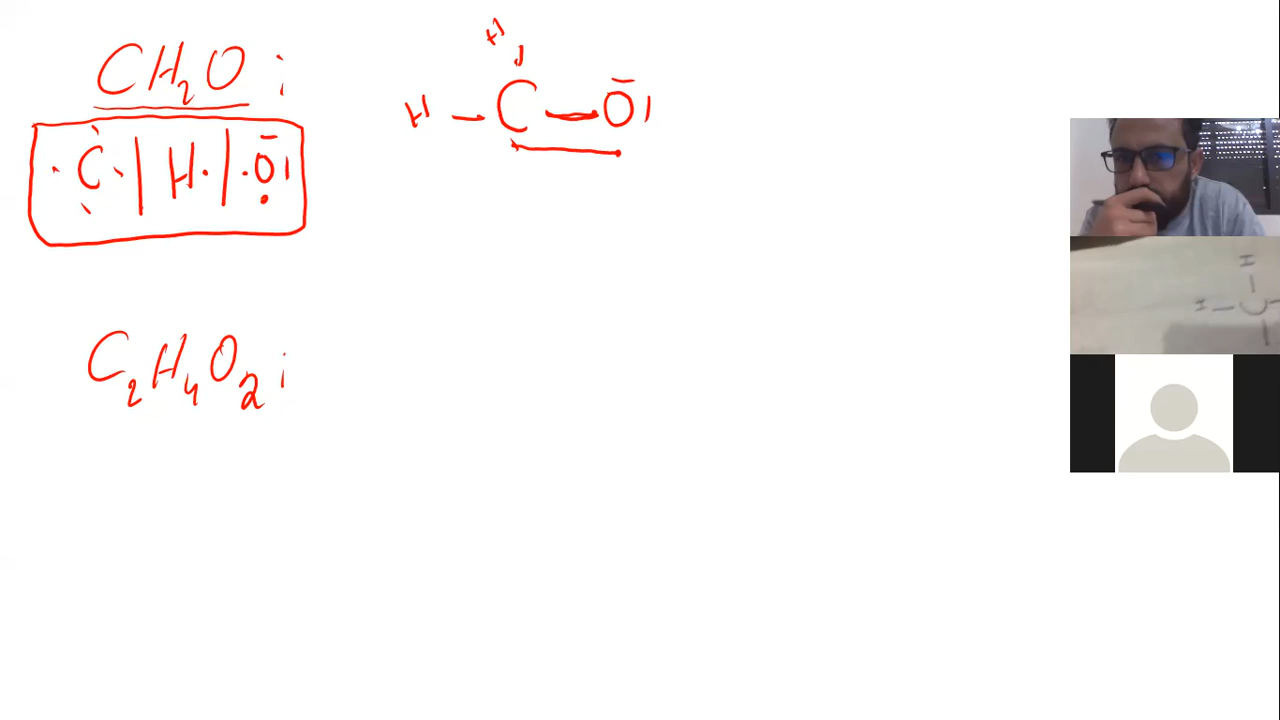 CH₂O :
H
H - C — Ō|
· C · | H · | · Ō|
C₂H₄O₂ :
H
H - C